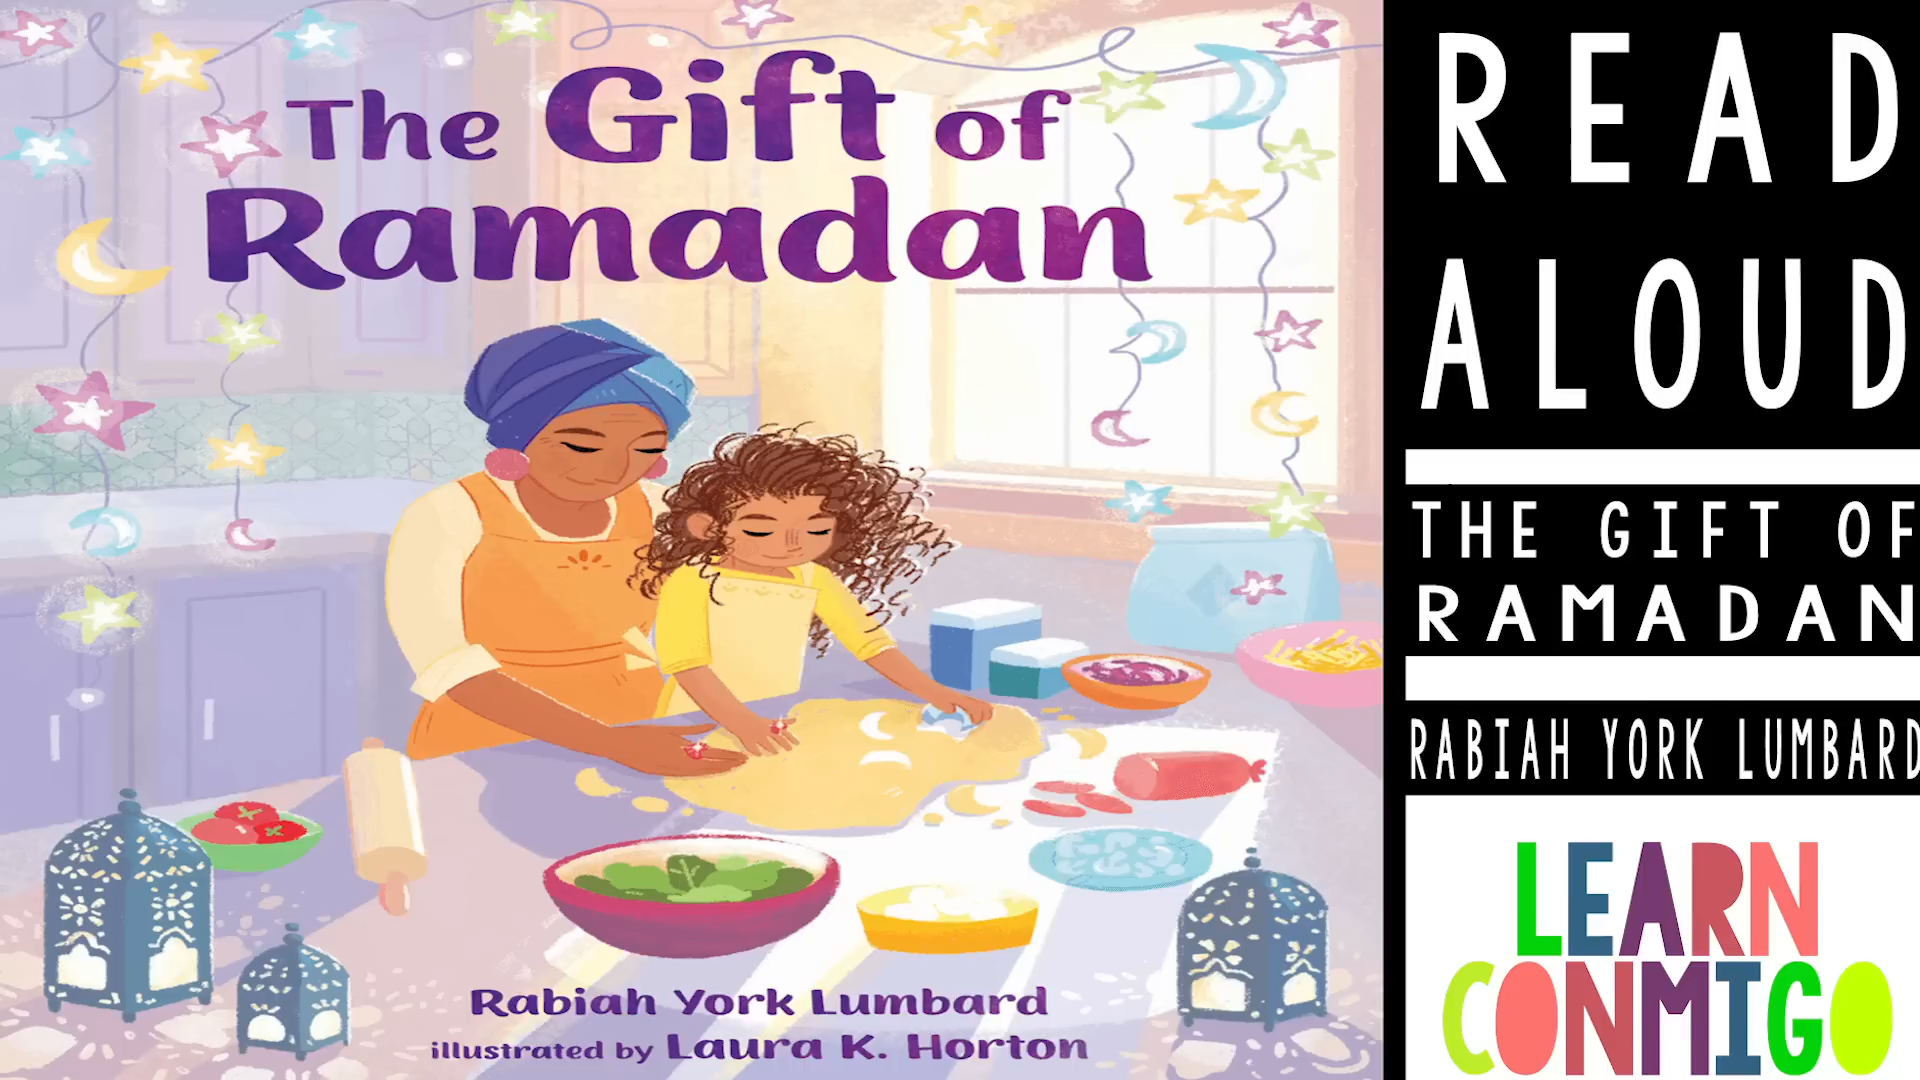 The Gift of
Ramadan
Rabiah York Lumbard
illustrated by Laura K. Horton
READ
ALOUD
THE GIFT OF
RAMADAN
RABIAH YORK LUMBARD
LEARN
CONMIGO